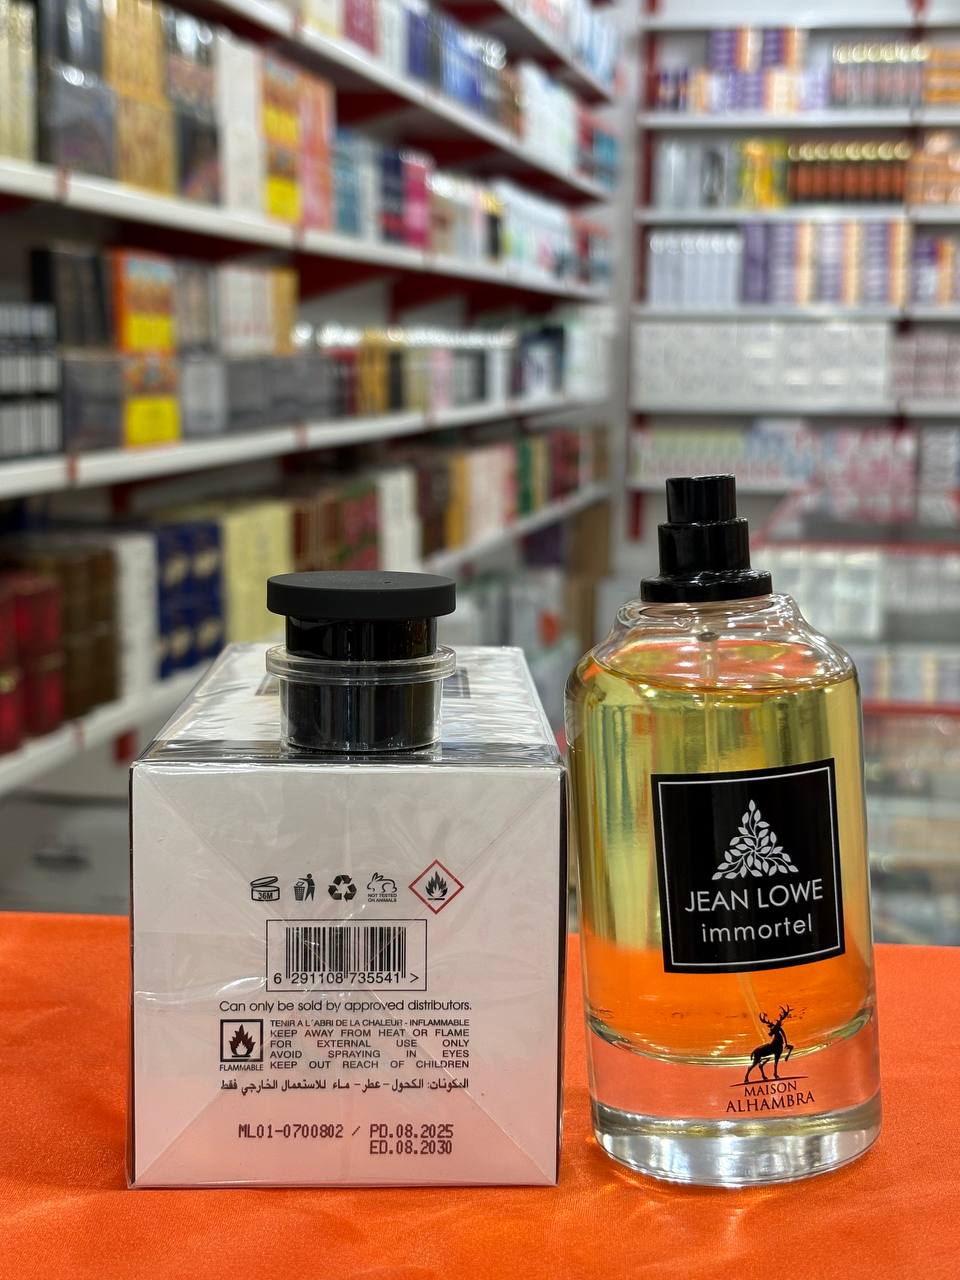 36M
NOT TESTED
ON ANIMALS
6 291108 735541 >
Can only be sold by approved distributors.
TENIR A L'ABRI DE LA CHALEUR - INFLAMMABLE
KEEP AWAY FROM HEAT OR FLAME
FOR EXTERNAL USE ONLY
AVOID SPRAYING IN EYES
KEEP OUT REACH OF CHILDREN
FLAMMABLE
المكونات: الكحول - عطر - ماء للاستعمال الخارجي فقط
ML01-0700802 / PD.08.2025
ED.08.2030
JEAN LOWE
immortel
MAISON
ALHAMBRA